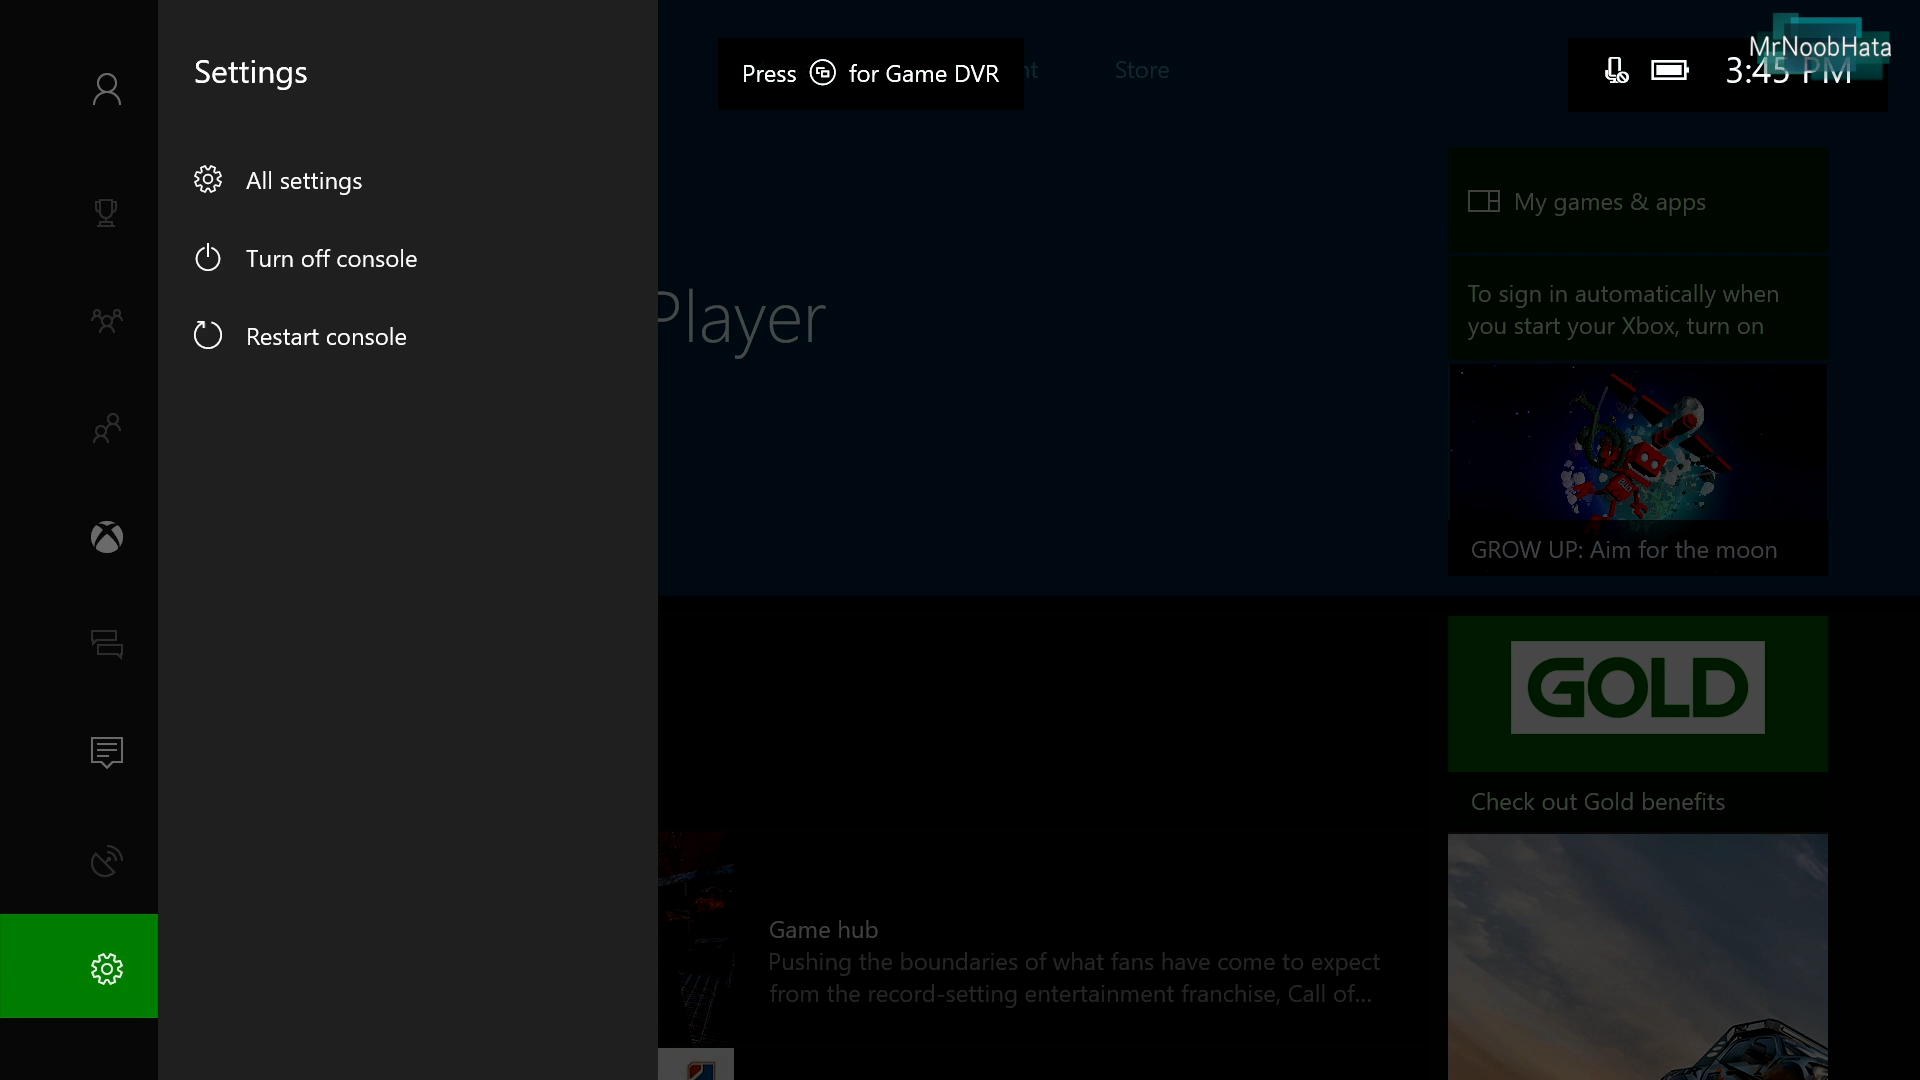 Settings
All settings
Turn off console
Restart console
Press for Game DVR
Store
MrNoobHata
3:45 PM
Player
My games & apps
To sign in automatically when
you start your Xbox, turn on
GROW UP: Aim for the moon
GOLD
Check out Gold benefits
Game hub
Pushing the boundaries of what fans have come to expect
from the record-setting entertainment franchise, Call of...